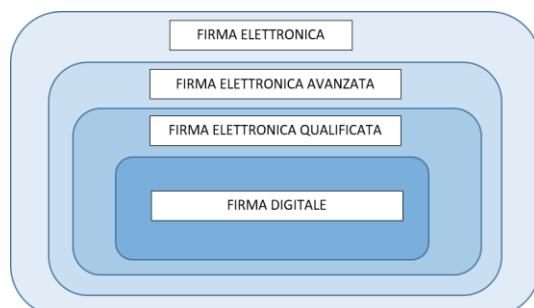 FIRMA ELETTRONICA
FIRMA ELETTRONICA AVANZATA
FIRMA ELETTRONICA QUALIFICATA
FIRMA DIGITALE